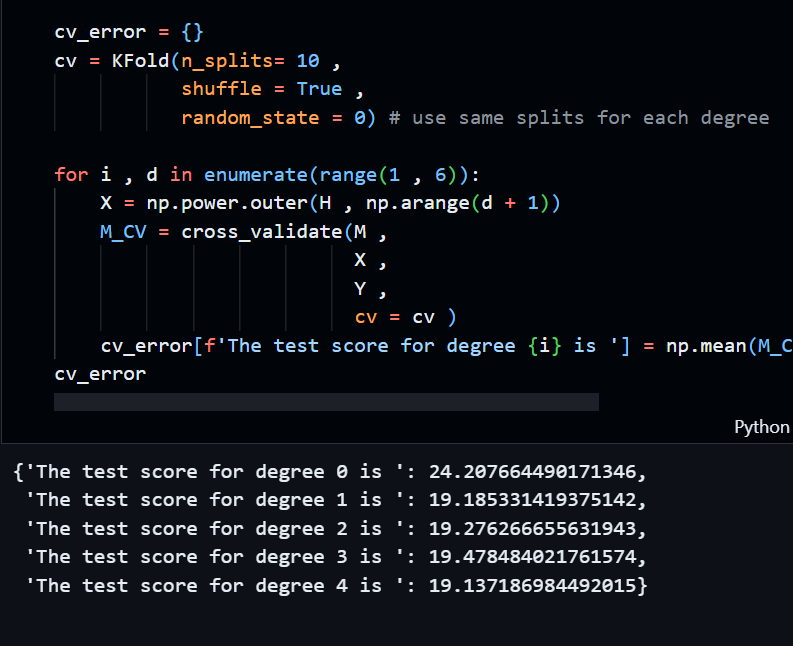 cv_error = {}
cv = KFold(n_splits= 10 ,
shuffle = True ,
random_state = 0) # use same splits for each degree
for i , d in enumerate(range(1 , 6)):
X = np.power.outer(H , np.arange(d + 1))
M_CV = cross_validate(M ,
X ,
Y ,
cv = cv )
cv_error[f'The test score for degree {i} is '] = np.mean(M_C
cv_error
Python
{'The test score for degree 0 is ': 24.207664490171346,
'The test score for degree 1 is ': 19.185331419375142,
'The test score for degree 2 is ': 19.276266655631943,
'The test score for degree 3 is ': 19.478484021761574,
'The test score for degree 4 is ': 19.137186984492015}